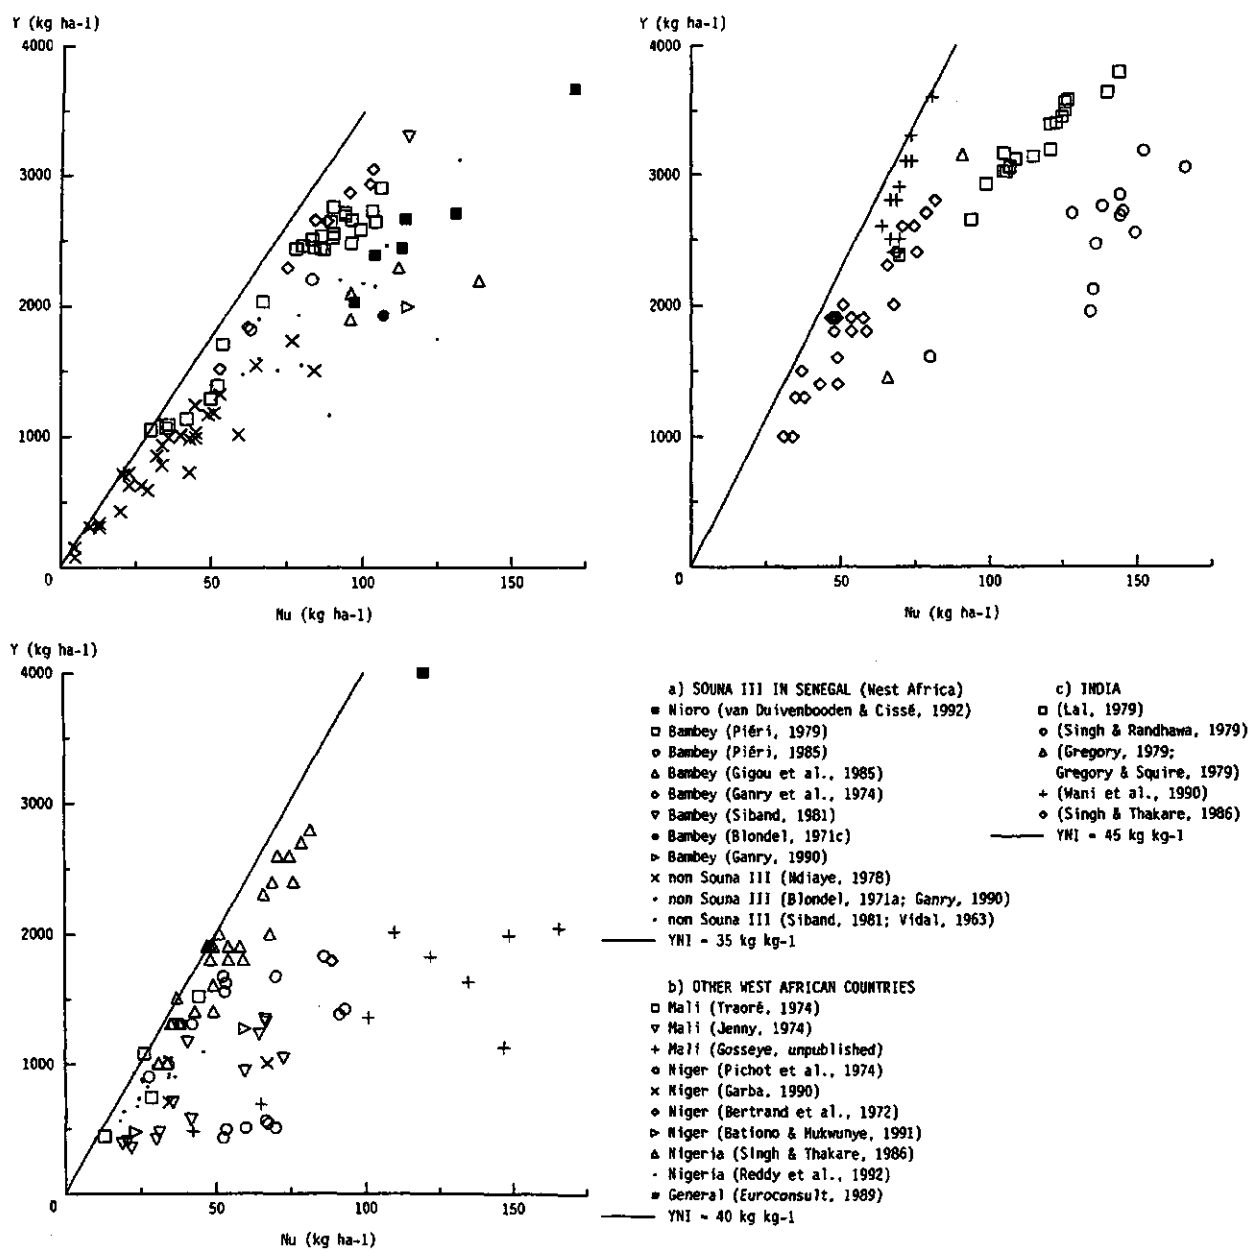 Y (kg ha-1)
4000
3000
2000
1000
0
50
100
150
Nu (kg ha-1)
Y (kg ha-1)
4000
3000
2000
1000
0
50
100
150
Nu (kg ha-1)
Y (kg ha-1)
4000
3000
2000
1000
0
50
100
150
Nu (kg ha-1)
a) SOUNA III IN SENEGAL (West Africa)
Nioro (van Duivenbooden & Cissé, 1992)
Bambey (Piéri, 1979)
Bambey (Piéri, 1985)
Bambey (Gigou et al., 1985)
Bambey (Ganry et al., 1974)
Bambey (Siband, 1981)
Bambey (Blondel, 1971c)
Bambey (Ganry, 1990)
non Souna III (Ndiaye, 1978)
non Souna III (Blondel, 1971a; Ganry, 1990)
non Souna III (Siband, 1981; Vidal, 1963)
YNI = 35 kg kg-1
b) OTHER WEST AFRICAN COUNTRIES
Mali (Traoré, 1974)
Mali (Jenny, 1974)
Mali (Gosseye, unpublished)
Niger (Pichot et al., 1974)
Niger (Garba, 1990)
Niger (Bertrand et al., 1972)
Niger (Bationo & Mukwunye, 1991)
Nigeria (Singh & Thakare, 1986)
Nigeria (Reddy et al., 1992)
General (Euroconsult, 1989)
YNI = 40 kg kg-1
c) INDIA
(Lal, 1979)
(Singh & Randhawa, 1979)
(Gregory, 1979;
Gregory & Squire, 1979)
(Wani et al., 1990)
(Singh & Thakare, 1986)
YNI = 45 kg kg-1